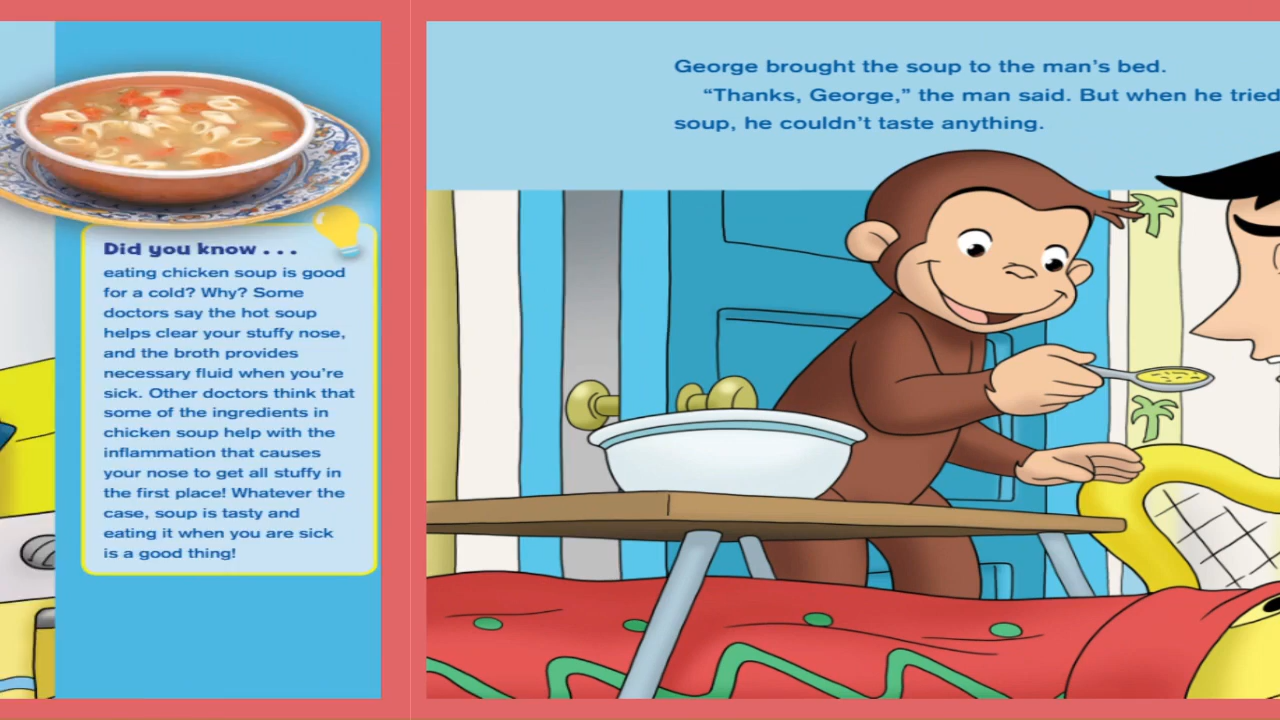 Did you know . . .
eating chicken soup is good
for a cold? Why? Some
doctors say the hot soup
helps clear your stuffy nose,
and the broth provides
necessary fluid when you’re
sick. Other doctors think that
some of the ingredients in
chicken soup help with the
inflammation that causes
your nose to get all stuffy in
the first place! Whatever the
case, soup is tasty and
eating it when you are sick
is a good thing!
George brought the soup to the man’s bed.
“Thanks, George,” the man said. But when he tried
soup, he couldn’t taste anything.